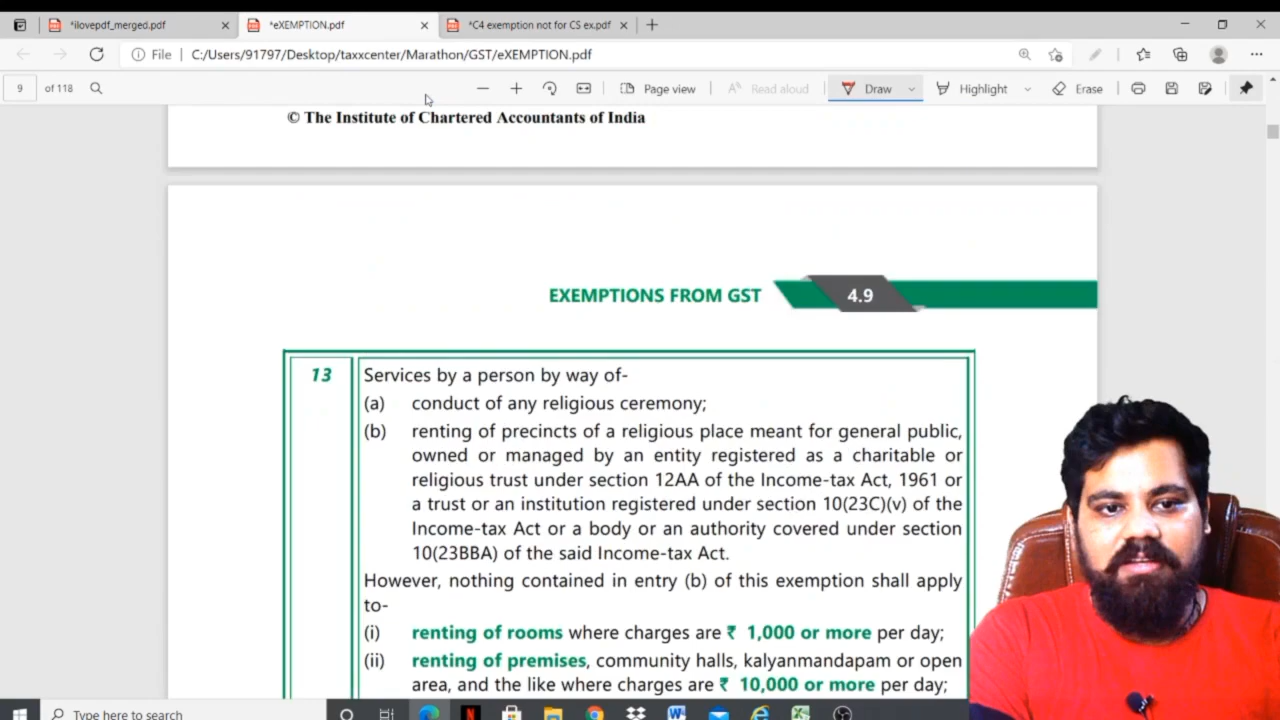 *ilovepdf_merged.pdf
*eXEMPTION.pdf
*C4 exemption not for CS ex.pdf
File
C:/Users/91797/Desktop/taxxcenter/Marathon/GST/eXEMPTION.pdf
9 of 118
Page view
Read aloud
Draw
Highlight
Erase
© The Institute of Chartered Accountants of India
EXEMPTIONS FROM GST 4.9
13 Services by a person by way of-
(a) conduct of any religious ceremony;
(b) renting of precincts of a religious place meant for general public,
owned or managed by an entity registered as a charitable or
religious trust under section 12AA of the Income-tax Act, 1961 or
a trust or an institution registered under section 10(23C)(v) of the
Income-tax Act or a body or an authority covered under section
10(23BBA) of the said Income-tax Act.
However, nothing contained in entry (b) of this exemption shall apply
to-
(i) renting of rooms where charges are ₹ 1,000 or more per day;
(ii) renting of premises, community halls, kalyanmandapam or open
area, and the like where charges are ₹ 10,000 or more per day;
Type here to search